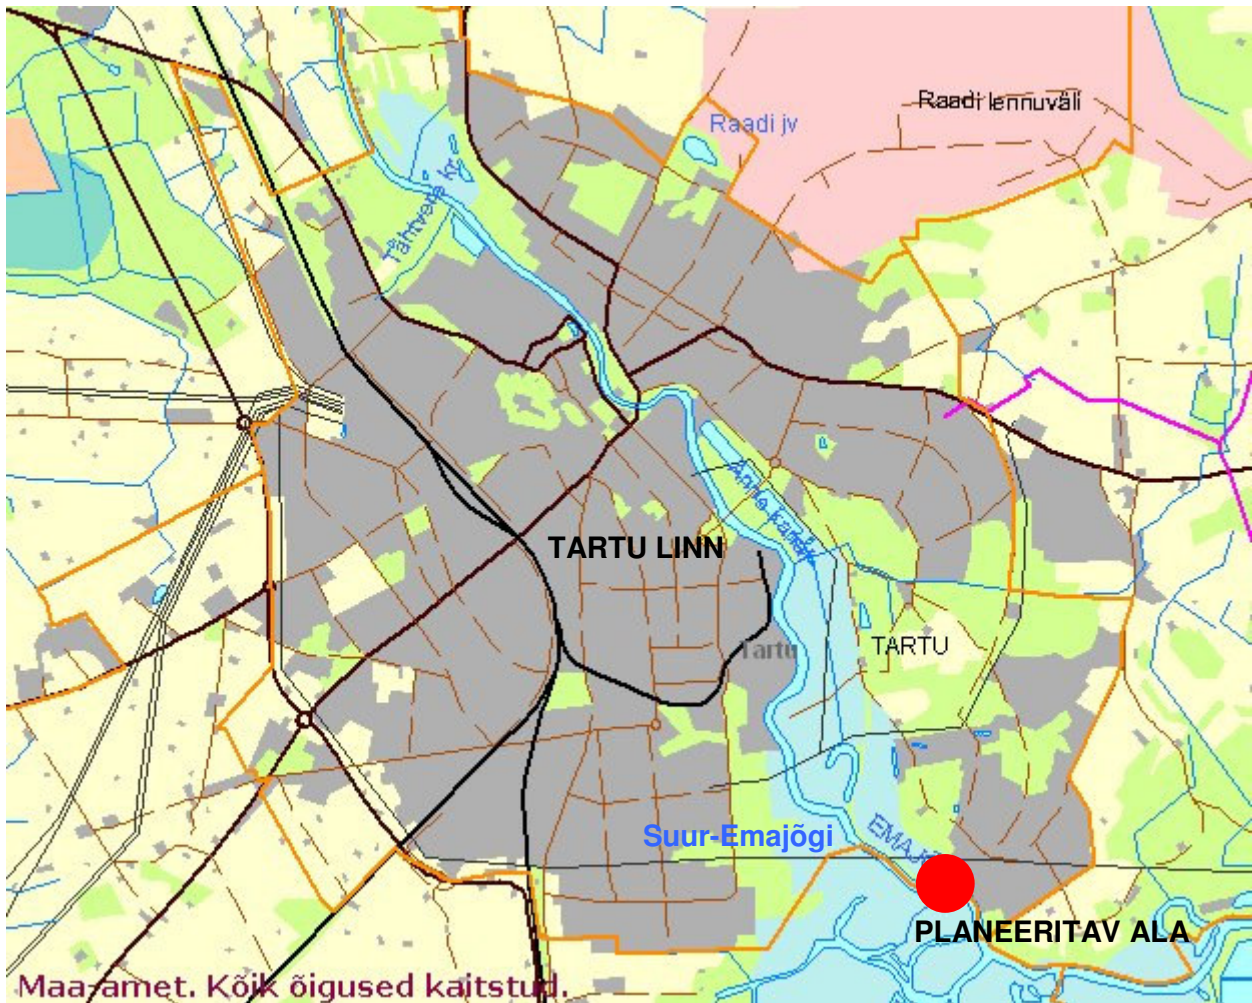 Raadi lennuväli
Raadi jv
Tähtvere kr
Anne kanal
TARTU LINN
TARTU
Tartu
Suur-Emajõgi
PLANEERITAV ALA
Maa-amet. Kõik õigused kaitstud.